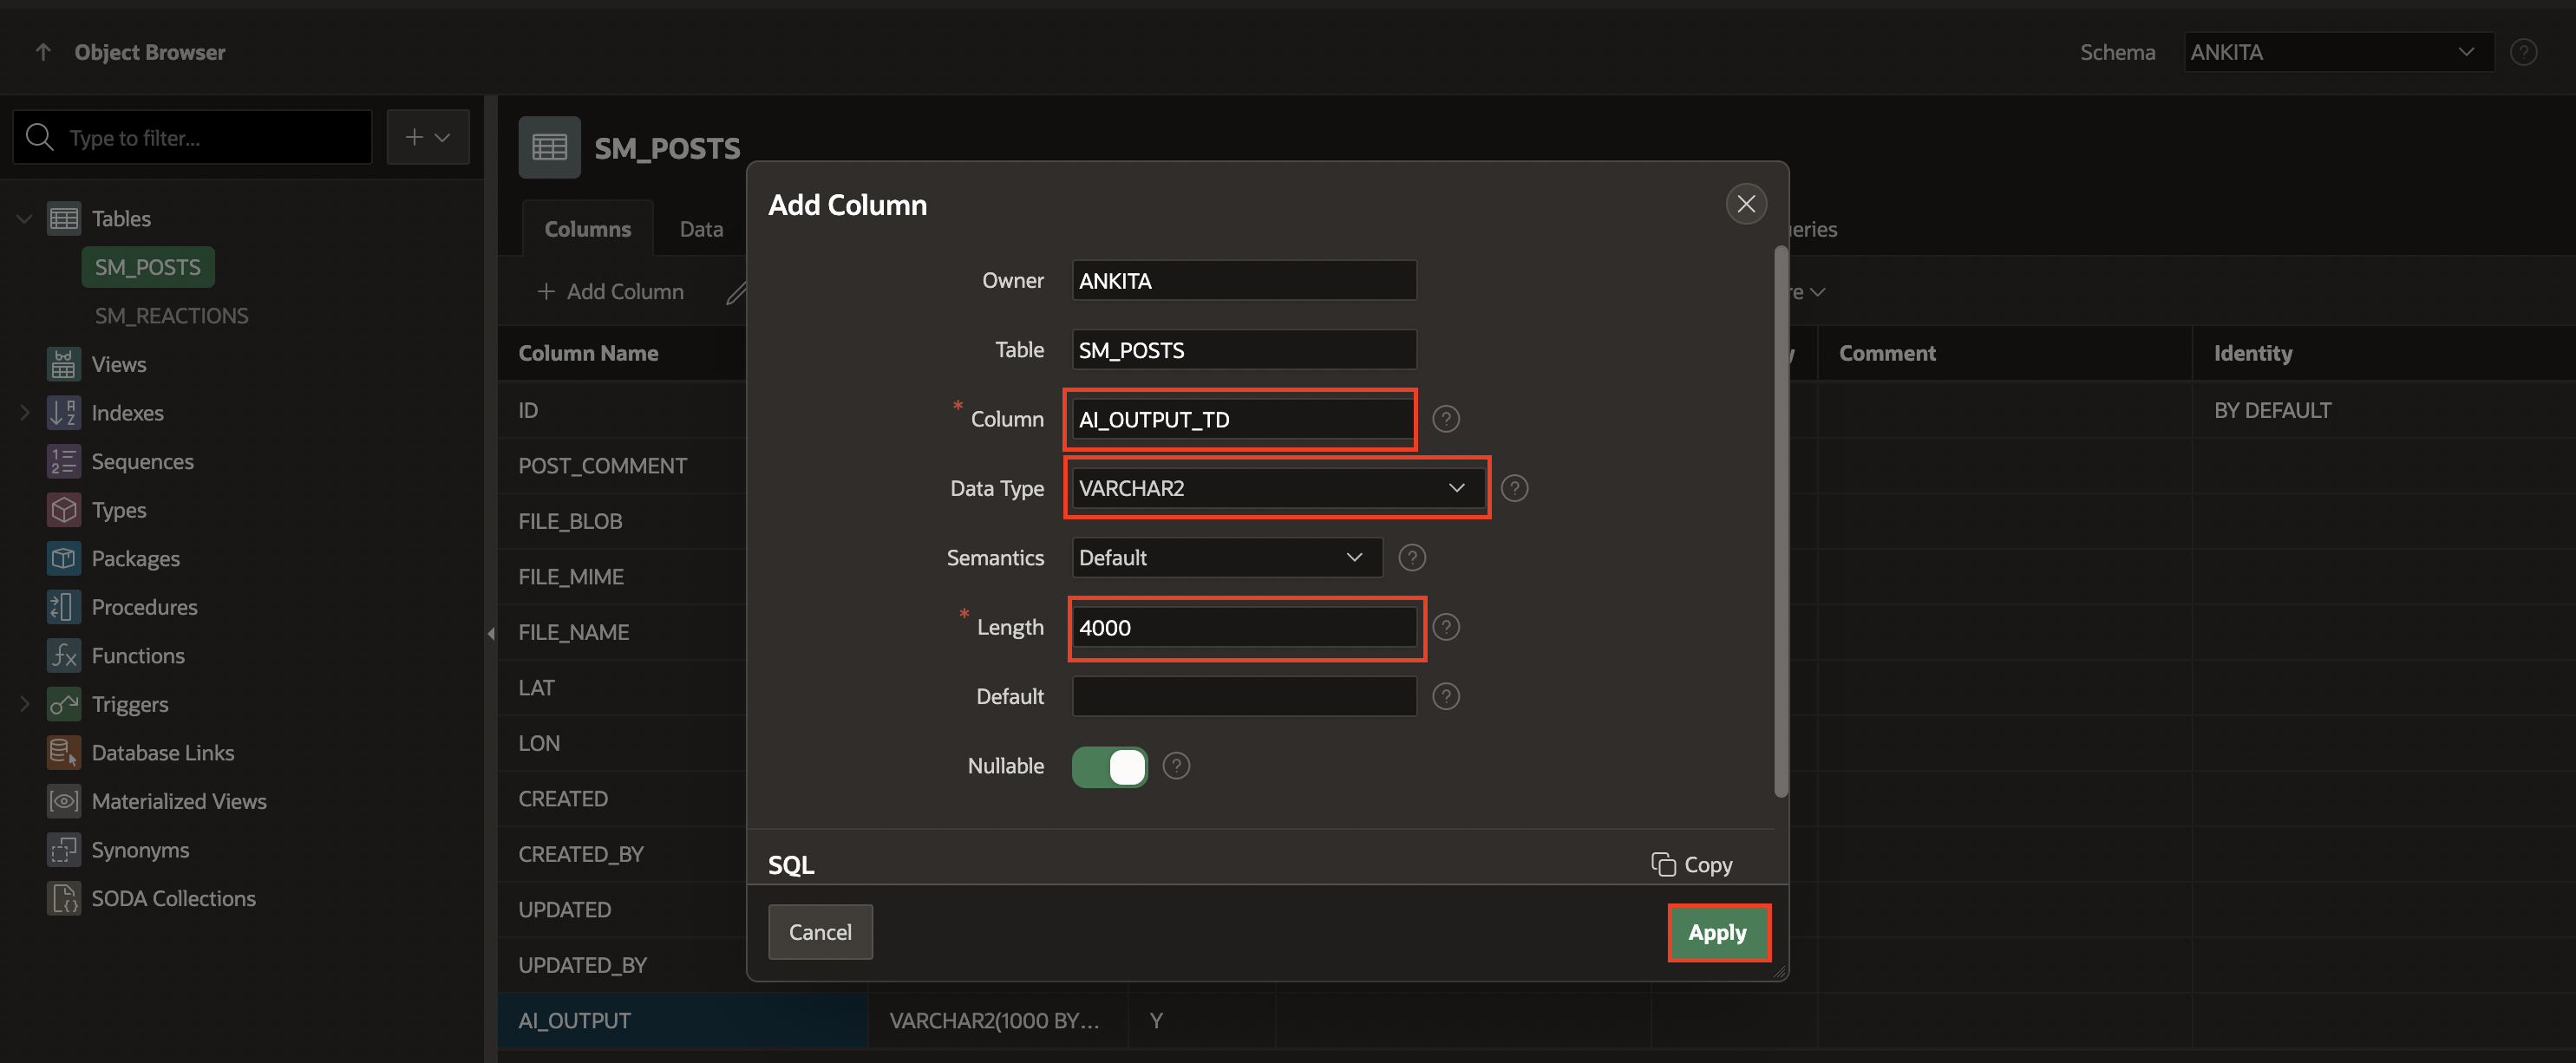 Object Browser
Schema
ANKITA
Type to filter...
Tables
SM_POSTS
SM_REACTIONS
Views
Indexes
Sequences
Types
Packages
Procedures
Functions
Triggers
Database Links
Materialized Views
Synonyms
SODA Collections
SM_POSTS
Columns
Data
eries
Add Column
re
Column Name
Comment
Identity
ID
BY DEFAULT
POST_COMMENT
FILE_BLOB
FILE_MIME
FILE_NAME
LAT
LON
CREATED
CREATED_BY
UPDATED
UPDATED_BY
AI_OUTPUT
VARCHAR2(1000 BY...
Y
Add Column
Owner
ANKITA
Table
SM_POSTS
* Column
AI_OUTPUT_TD
Data Type
VARCHAR2
Semantics
Default
* Length
4000
Default
Nullable
SQL
Copy
Cancel
Apply